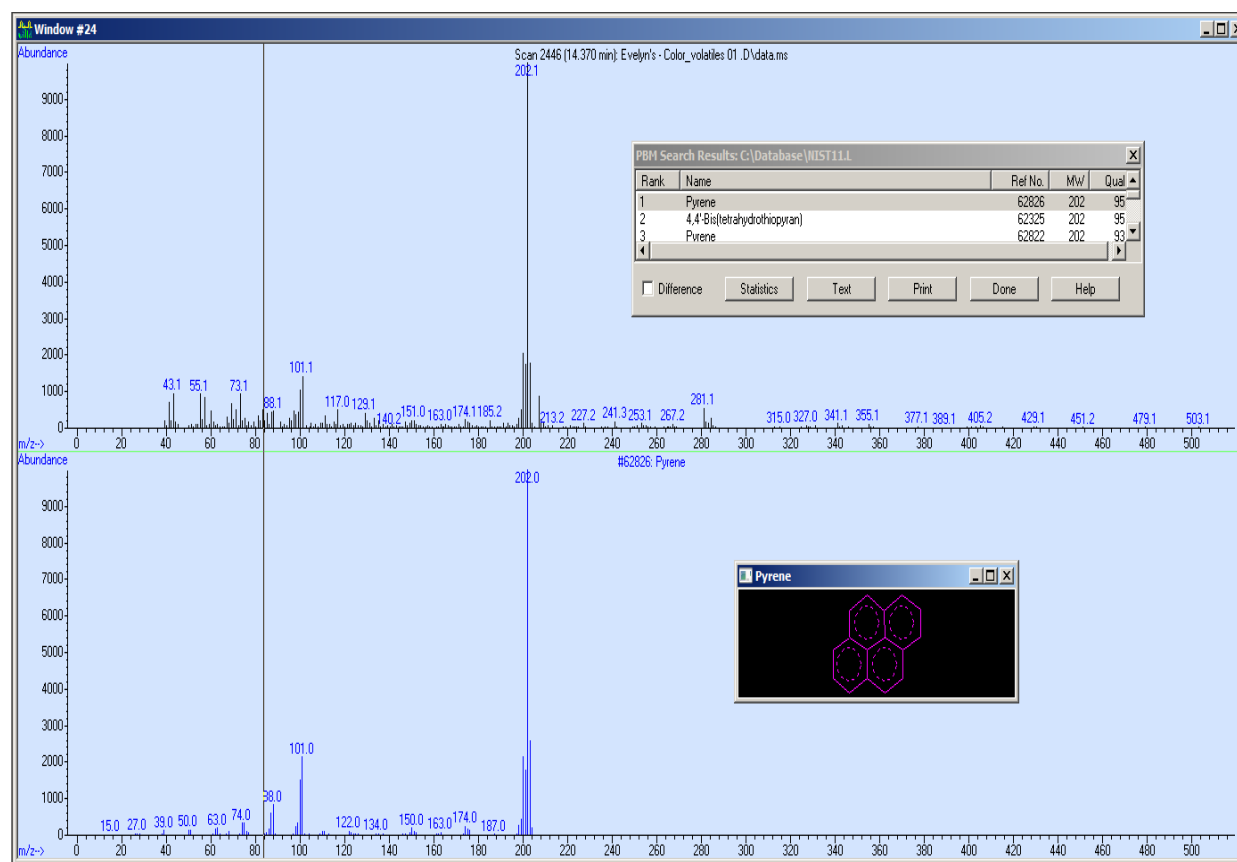 Window #24
Abundance
Scan 2446 (14.370 min): Evelyn's - Color_volatiles 01 .D\data.ms
202.1
9000
8000
7000
6000
5000
4000
3000
2000
1000
0
43.1 55.1 73.1 88.1 101.1 117.0 129.1 140.2 151.0 163.0 174.1 185.2 213.2 227.2 241.3 253.1 267.2 281.1 315.0 327.0 341.1 355.1 377.1 389.1 405.2 429.1 451.2 479.1 503.1
m/z-->
0 20 40 60 80 100 120 140 160 180 200 220 240 260 280 300 320 340 360 380 400 420 440 460 480 500
PBM Search Results: C:\Database\NIST11.L
Rank Name Ref No. MW Qual
1 Pyrene 62826 202 95
2 4,4'-Bis(tetrahydrothiopyran) 62325 202 95
3 Pyrene 62822 202 93
Difference Statistics Text Print Done Help
Abundance
#62826: Pyrene
202.0
9000
8000
7000
6000
5000
4000
3000
2000
1000
0
15.0 27.0 39.0 50.0 63.0 74.0 88.0 101.0 122.0 134.0 150.0 163.0 174.0 187.0
m/z-->
0 20 40 60 80 100 120 140 160 180 200 220 240 260 280 300 320 340 360 380 400 420 440 460 480 500
Pyrene